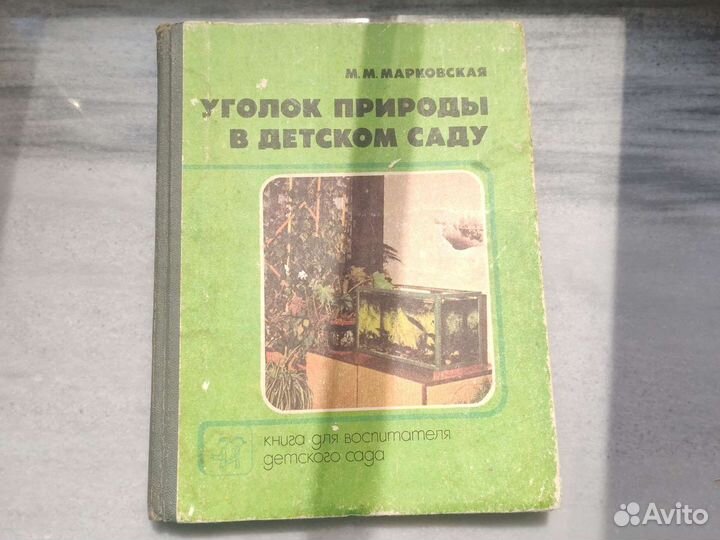 М.М. МАРКОВСКАЯ
УГОЛОК ПРИРОДЫ
В ДЕТСКОМ САДУ
книга для воспитателя
детского сада
Avito